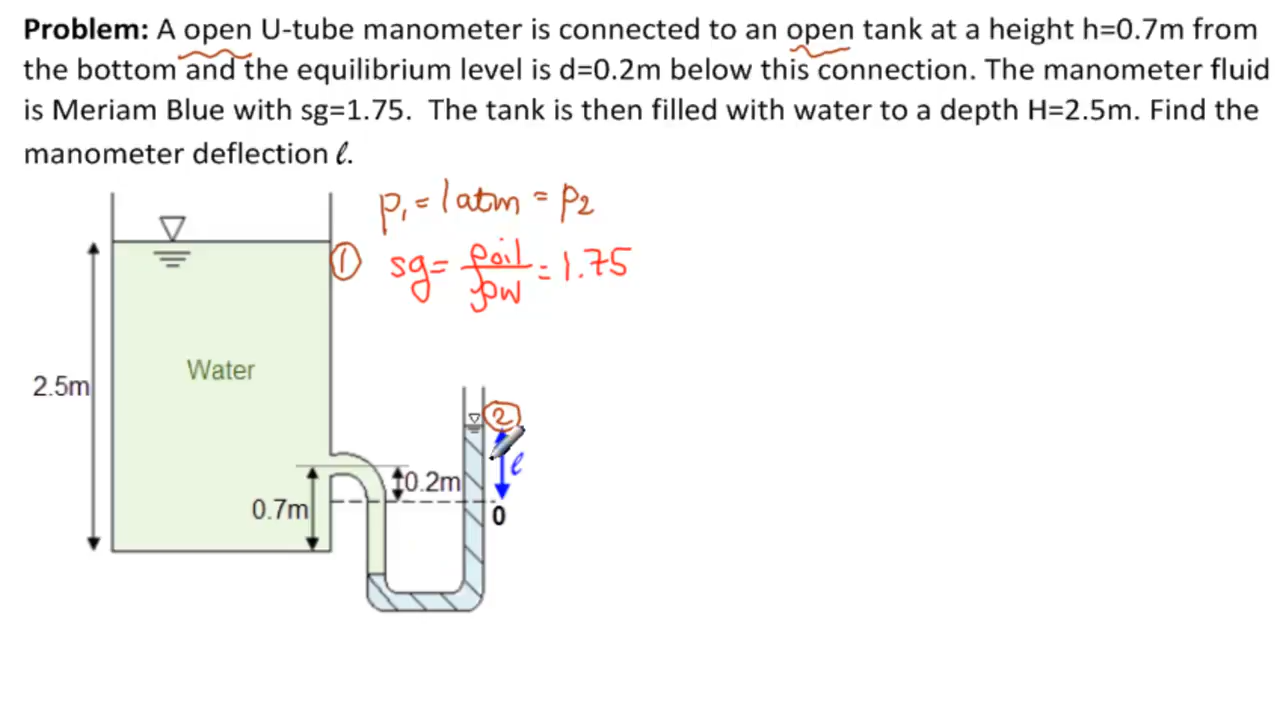 Problem: A open U-tube manometer is connected to an open tank at a height h=0.7m from
the bottom and the equilibrium level is d=0.2m below this connection. The manometer fluid
is Meriam Blue with sg=1.75. The tank is then filled with water to a depth H=2.5m. Find the
manometer deflection ℓ.
p₁ = 1 atm = p₂
① sg = ρoil/ρw = 1.75
Water
2.5m
②
ℓ
0.2m
0.7m
0